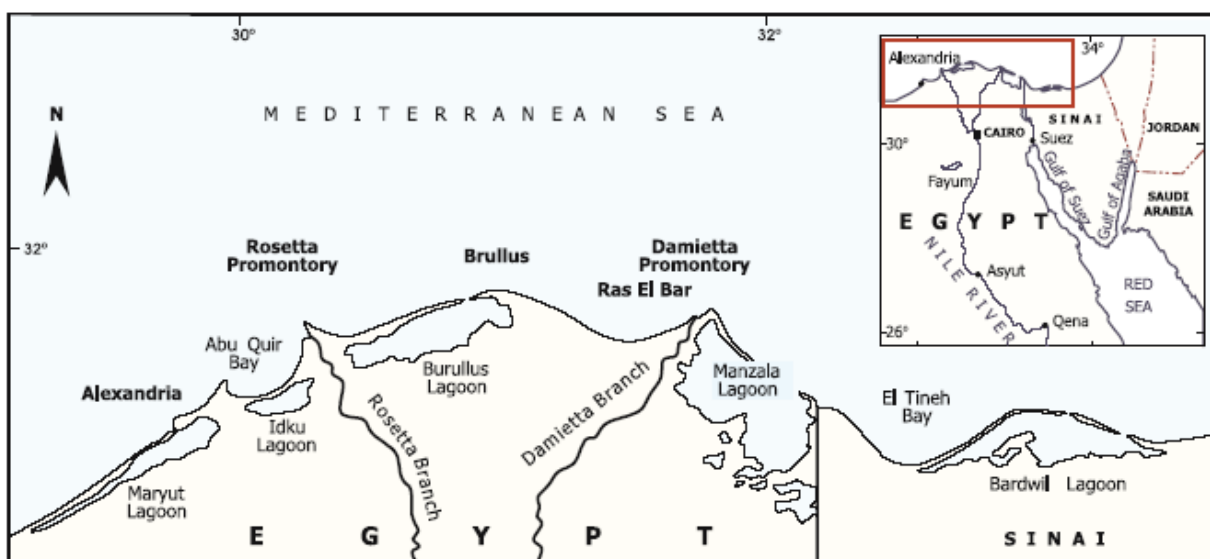 30°
32°
MEDITERRANEAN SEA
N
32°
Rosetta
Promontory
Brullus
Damietta
Promontory
Ras El Bar
Abu Quir
Bay
Alexandria
Burullus
Lagoon
Manzala
Lagoon
Idku
Lagoon
Maryut
Lagoon
Rosetta Branch
Damietta Branch
El Tineh
Bay
Bardwil Lagoon
EGYPT
SINAI
34°
Alexandria
SINAI
CAIRO
Suez
JORDAN
30°
Fayum
Gulf of Suez
Gulf of Aqaba
SAUDI
ARABIA
EGYPT
NILE RIVER
Asyut
RED
SEA
Qena
26°